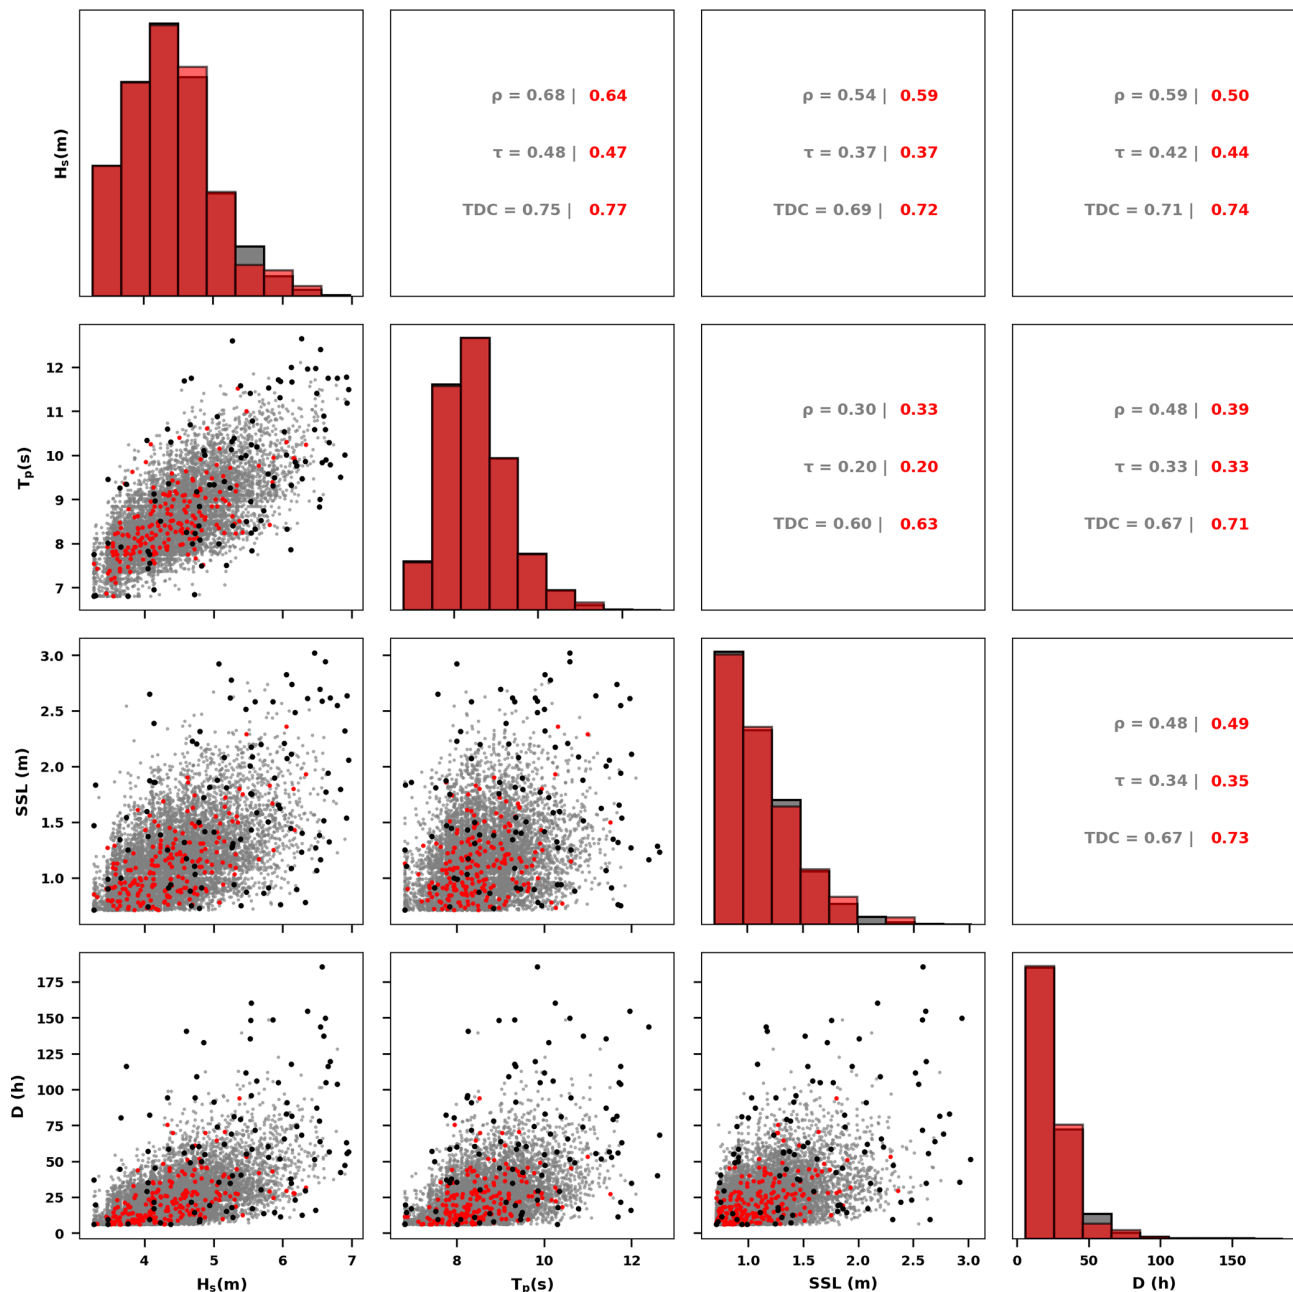 Hs(m)
ρ = 0.68 | 0.64
τ = 0.48 | 0.47
TDC = 0.75 | 0.77
ρ = 0.54 | 0.59
τ = 0.37 | 0.37
TDC = 0.69 | 0.72
ρ = 0.59 | 0.50
τ = 0.42 | 0.44
TDC = 0.71 | 0.74
Tp(s)
12
11
10
9
8
7
ρ = 0.30 | 0.33
τ = 0.20 | 0.20
TDC = 0.60 | 0.63
ρ = 0.48 | 0.39
τ = 0.33 | 0.33
TDC = 0.67 | 0.71
SSL (m)
3.0
2.5
2.0
1.5
1.0
ρ = 0.48 | 0.49
τ = 0.34 | 0.35
TDC = 0.67 | 0.73
D (h)
175
150
125
100
75
50
25
0
4 5 6 7
Hs(m)
8 10 12
Tp(s)
1.0 1.5 2.0 2.5 3.0
SSL (m)
0 50 100 150
D (h)